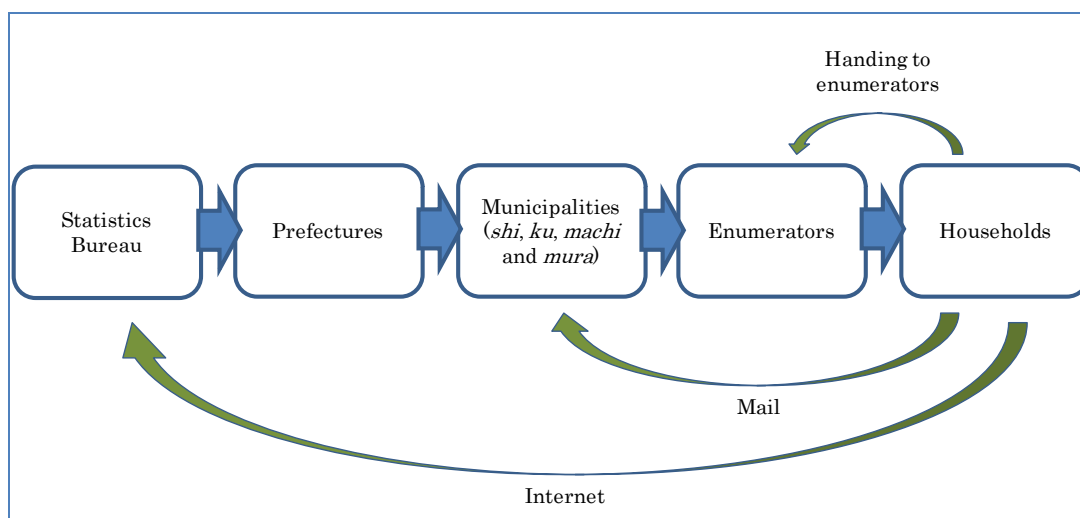 Handing to
enumerators
Statistics
Bureau
Prefectures
Municipalities
(shi, ku, machi
and mura)
Enumerators
Households
Mail
Internet